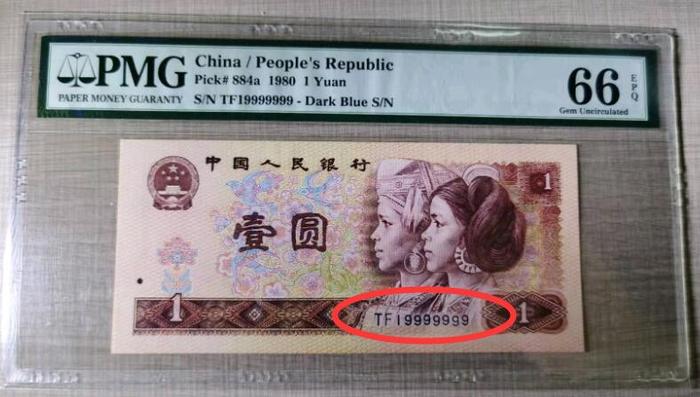 PMG
PAPER MONEY GUARANTY
China / People's Republic
Pick# 884a 1980 1 Yuan
S/N TF19999999 - Dark Blue S/N
66
EPQ
Gem Uncirculated
中国人民银行
1
壹圆
1
TF19999999
1